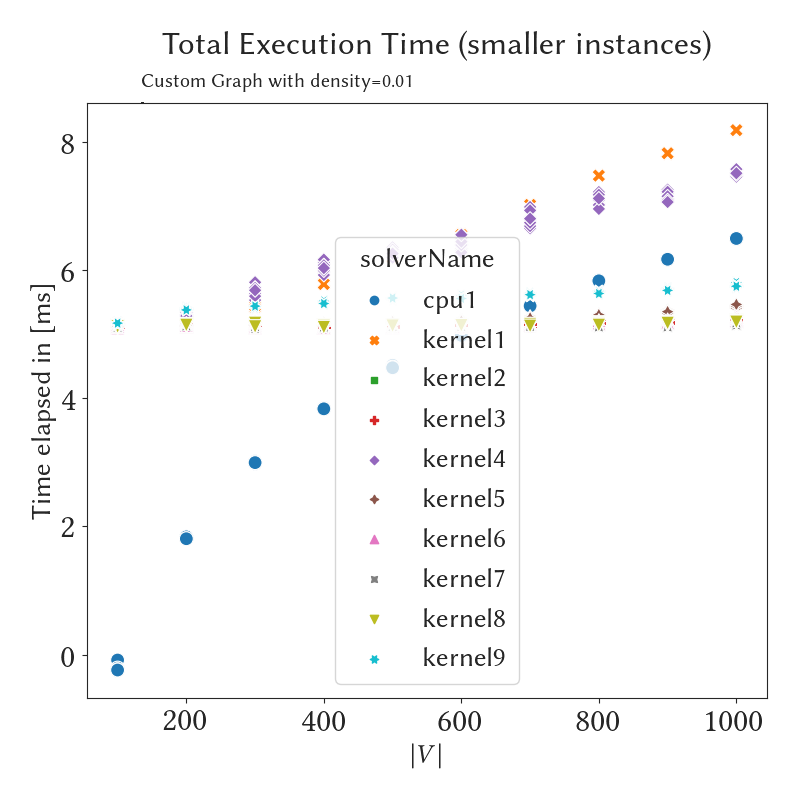 Total Execution Time (smaller instances)
Custom Graph with density=0.01
8
6
4
2
0
Time elapsed in [ms]
solverName
cpu1
kernel1
kernel2
kernel3
kernel4
kernel5
kernel6
kernel7
kernel8
kernel9
200
400
600
800
1000
|V|